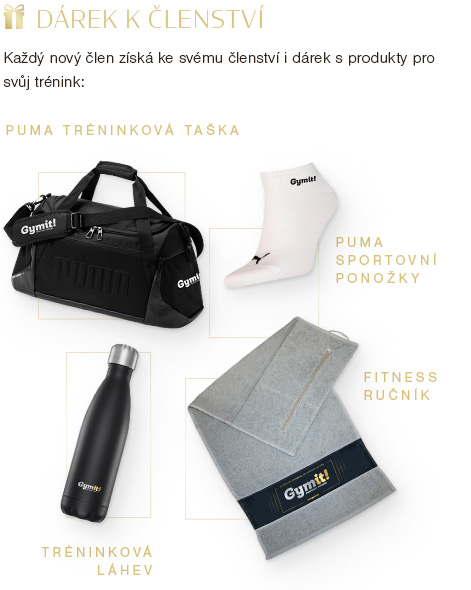 DÁREK K ČLENSTVÍ
Každý nový člen získá ke svému členství i dárek s produkty pro
svůj trénink:
PUMA TRÉNINKOVÁ TAŠKA
Gymit!
Gymit!
PUMA
Gymit!
PUMA
SPORTOVNÍ
PONOŽKY
FITNESS
RUČNÍK
Gymit!
Gymit!
TRÉNINKOVÁ
LÁHEV